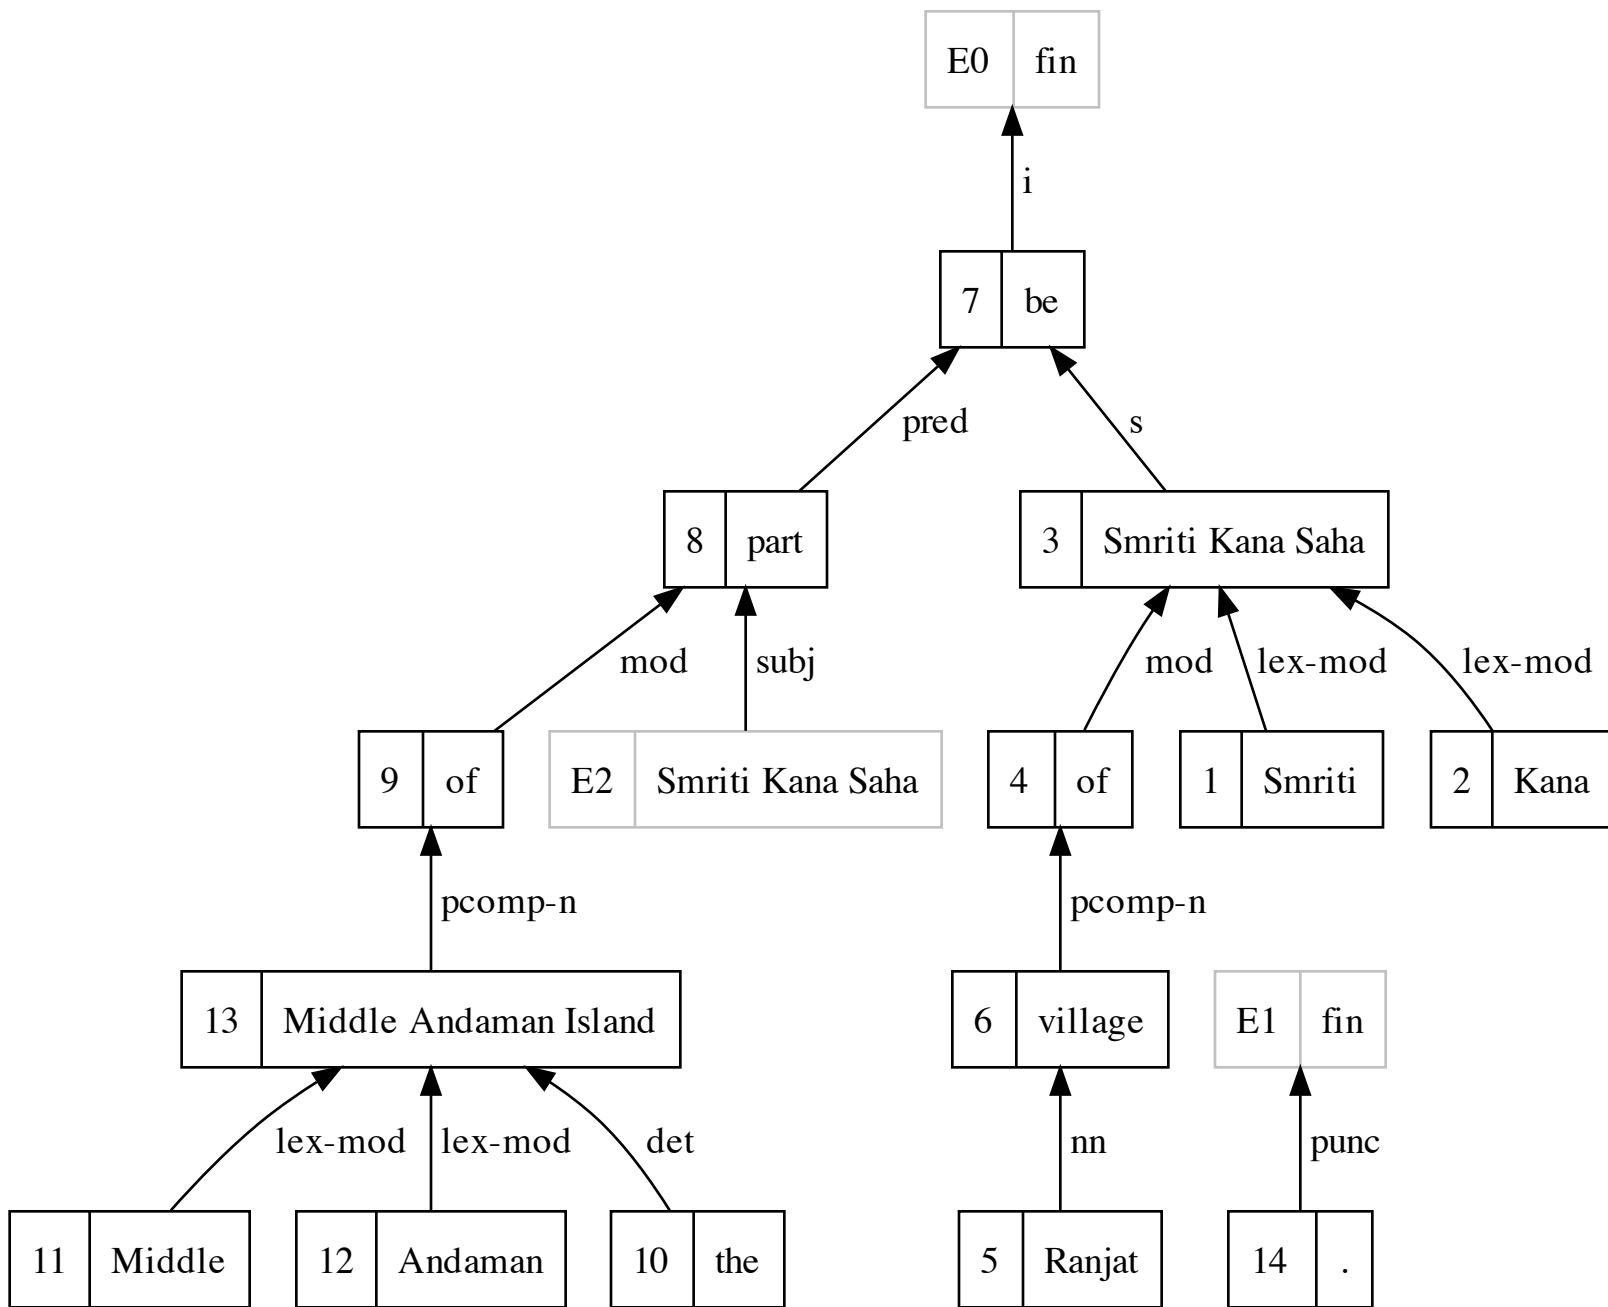 E0 fin
i
7 be
pred s
8 part 3 Smriti Kana Saha
mod subj mod lex-mod lex-mod
9 of E2 Smriti Kana Saha 4 of 1 Smriti 2 Kana
pcomp-n pcomp-n
13 Middle Andaman Island 6 village E1 fin
lex-mod lex-mod det nn punc
11 Middle 12 Andaman 10 the 5 Ranjat 14 .